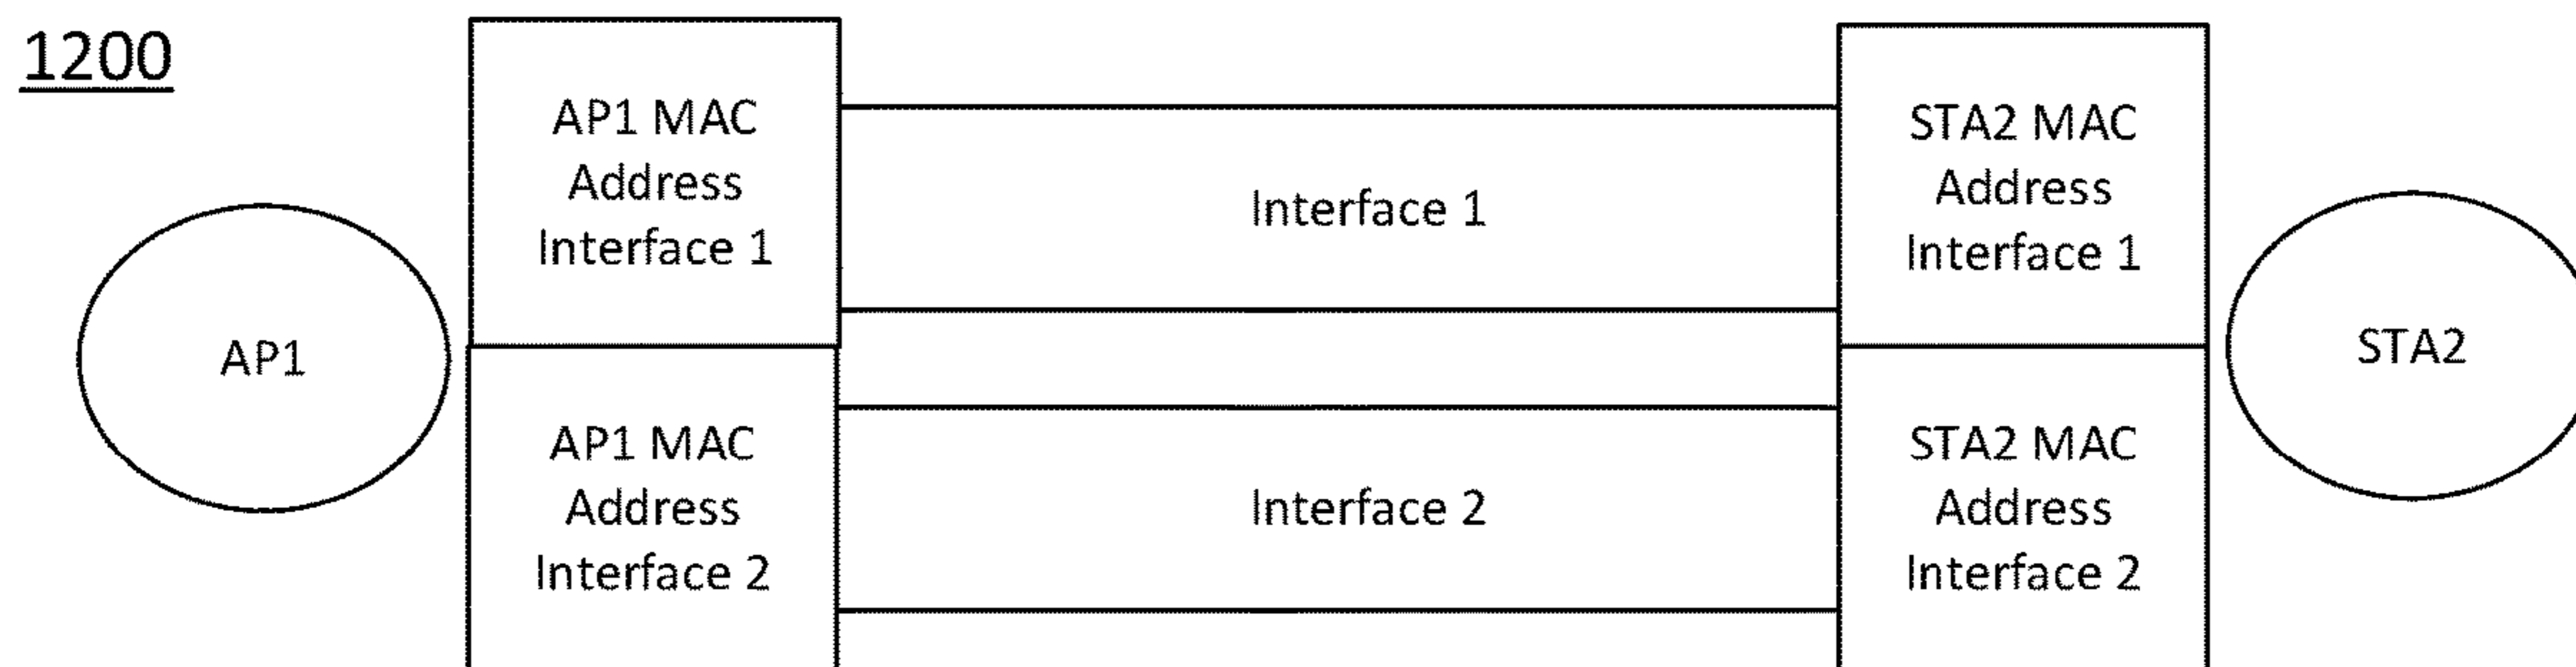 1200
AP1
AP1 MAC
Address
Interface 1
AP1 MAC
Address
Interface 2
Interface 1
Interface 2
STA2 MAC
Address
Interface 1
STA2 MAC
Address
Interface 2
STA2